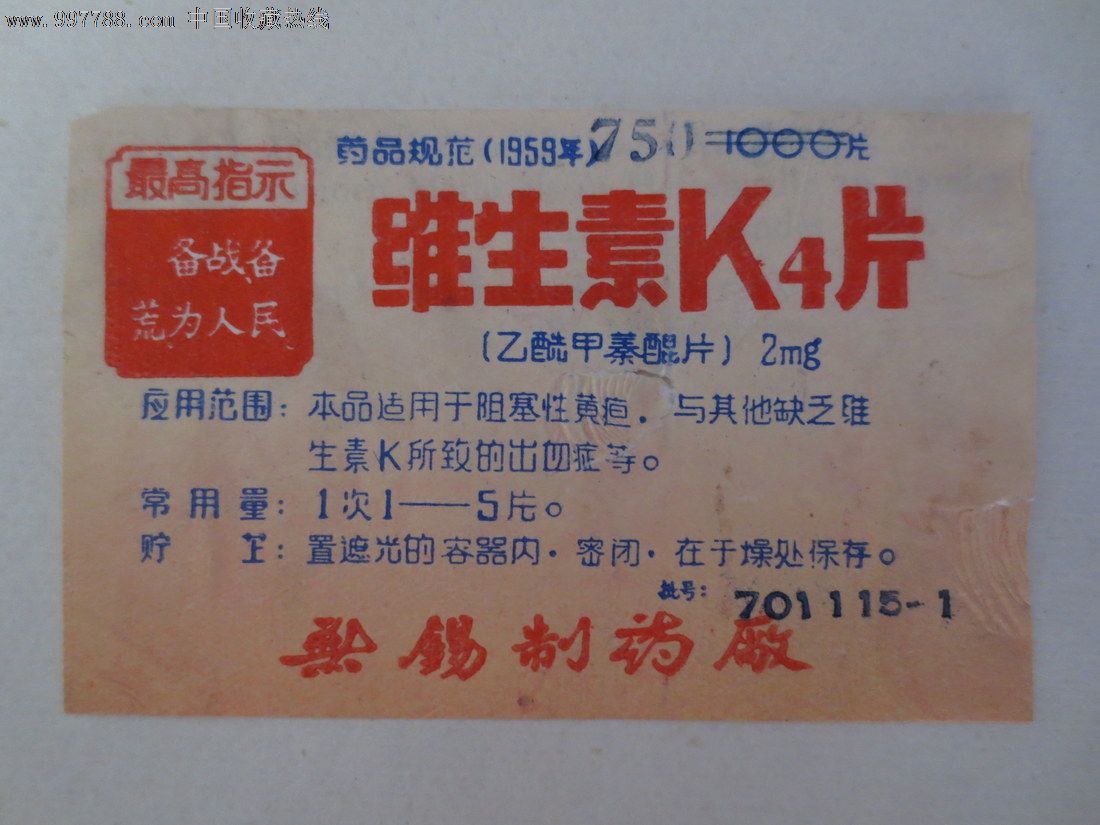 www.997788.com 中国收藏热线
药品规范(1959年) 750 1000片
最高指示
备战、备
荒、为人民
维生素K4片
(乙酰甲萘醌片) 2mg
应用范围：本品适用于阻塞性黄疸．与其他缺乏维
生素K所致的出血症等。
常用量：1次1——5片。
贮 茳：置遮光的容器内．密闭．在干燥处保存。
批号：701115-1
無锡制药廠